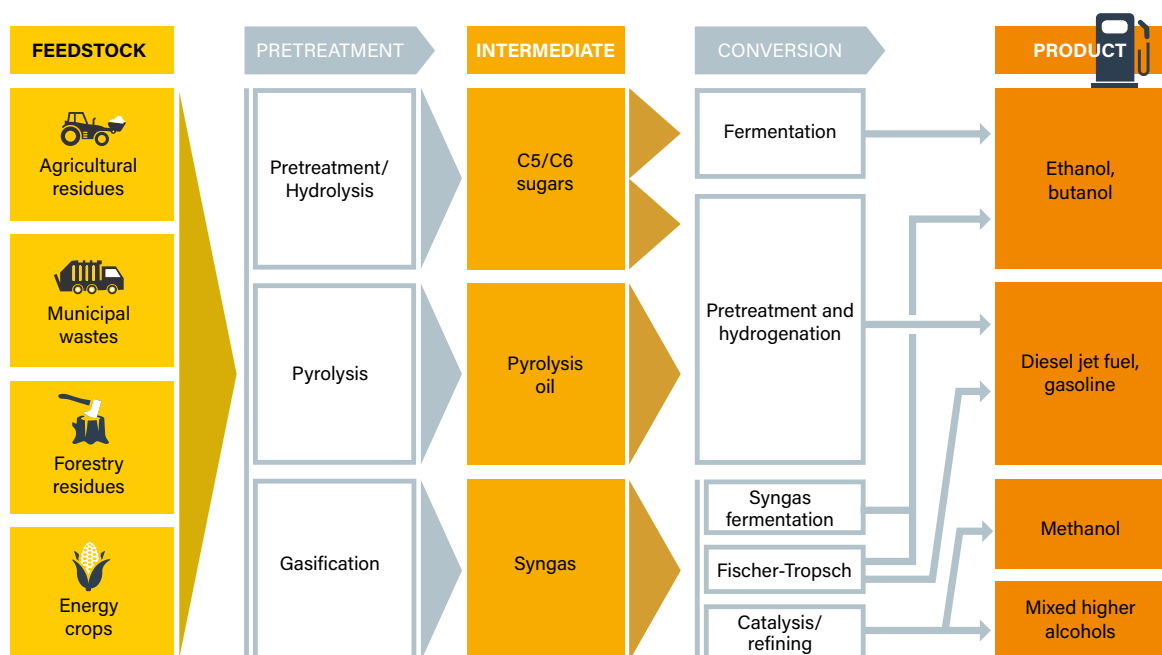 FEEDSTOCK
PRETREATMENT
INTERMEDIATE
CONVERSION
PRODUCT
Agricultural
residues
Municipal
wastes
Forestry
residues
Energy
crops
Pretreatment/
Hydrolysis
Pyrolysis
Gasification
C5/C6
sugars
Pyrolysis
oil
Syngas
Fermentation
Pretreatment and
hydrogenation
Syngas
fermentation
Fischer-Tropsch
Catalysis/
refining
Ethanol,
butanol
Diesel jet fuel,
gasoline
Methanol
Mixed higher
alcohols